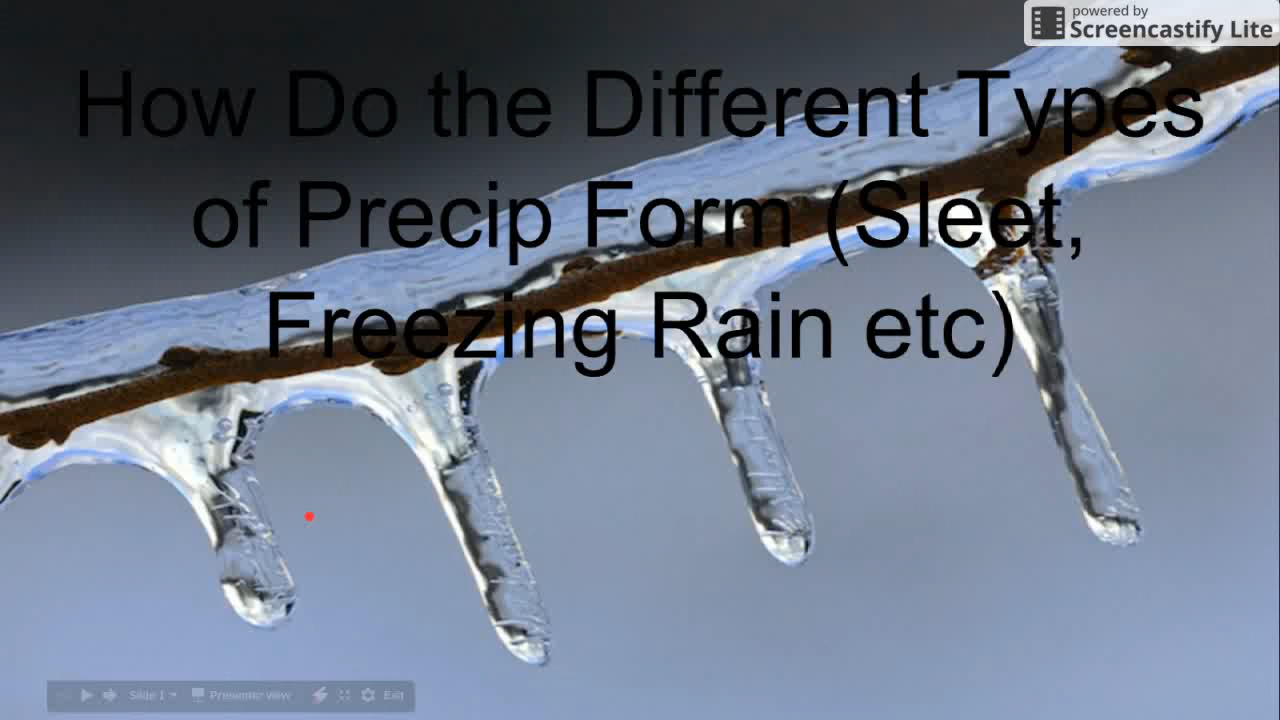 powered by
Screencastify Lite
How Do the Different Types
of Precip Form (Sleet,
Freezing Rain etc)
Slide 1
Presenter view
Exit